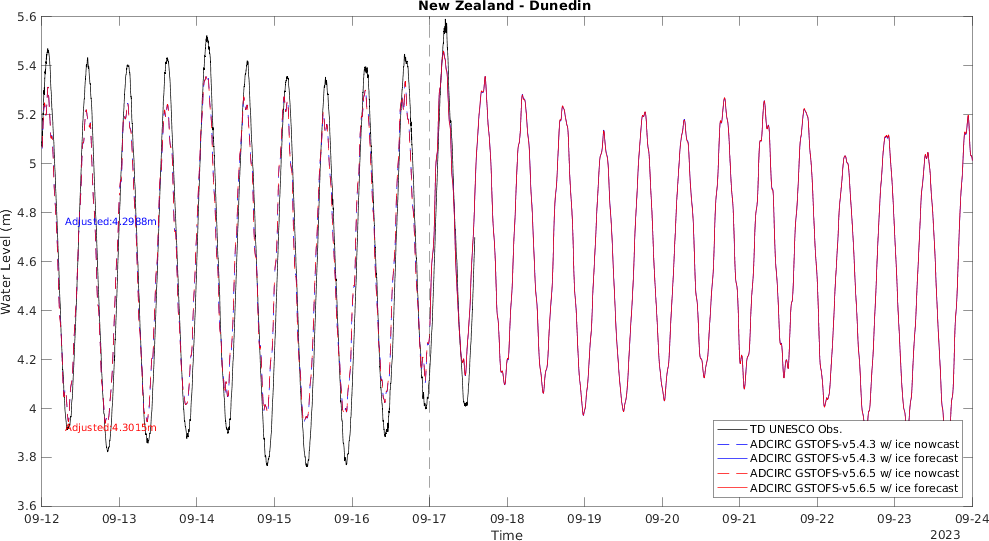 New Zealand - Dunedin
5.6
5.4
5.2
5
4.8
4.6
4.4
4.2
4
3.8
3.6
Water Level (m)
Adjusted:4.2988m
Adjusted:4.3015m
TD UNESCO Obs.
ADCIRC GSTOFS-v5.4.3 w/ ice nowcast
ADCIRC GSTOFS-v5.4.3 w/ ice forecast
ADCIRC GSTOFS-v5.6.5 w/ ice nowcast
ADCIRC GSTOFS-v5.6.5 w/ ice forecast
09-12 09-13 09-14 09-15 09-16 09-17 09-18 09-19 09-20 09-21 09-22 09-23 09-24
Time
2023